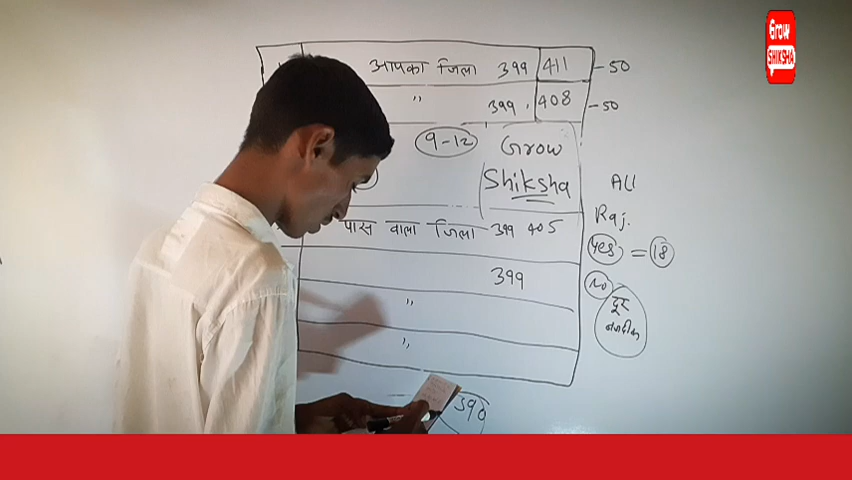 Grow
SHIKSHA
आपका जिला 399 411 - 50
" 399 . 408 - 50
9-12 Grow
Shiksha
All
Raj.
पास वाला जिला 399 405
Yes = 18
399
No
दूर
नजदीक
"
"
390